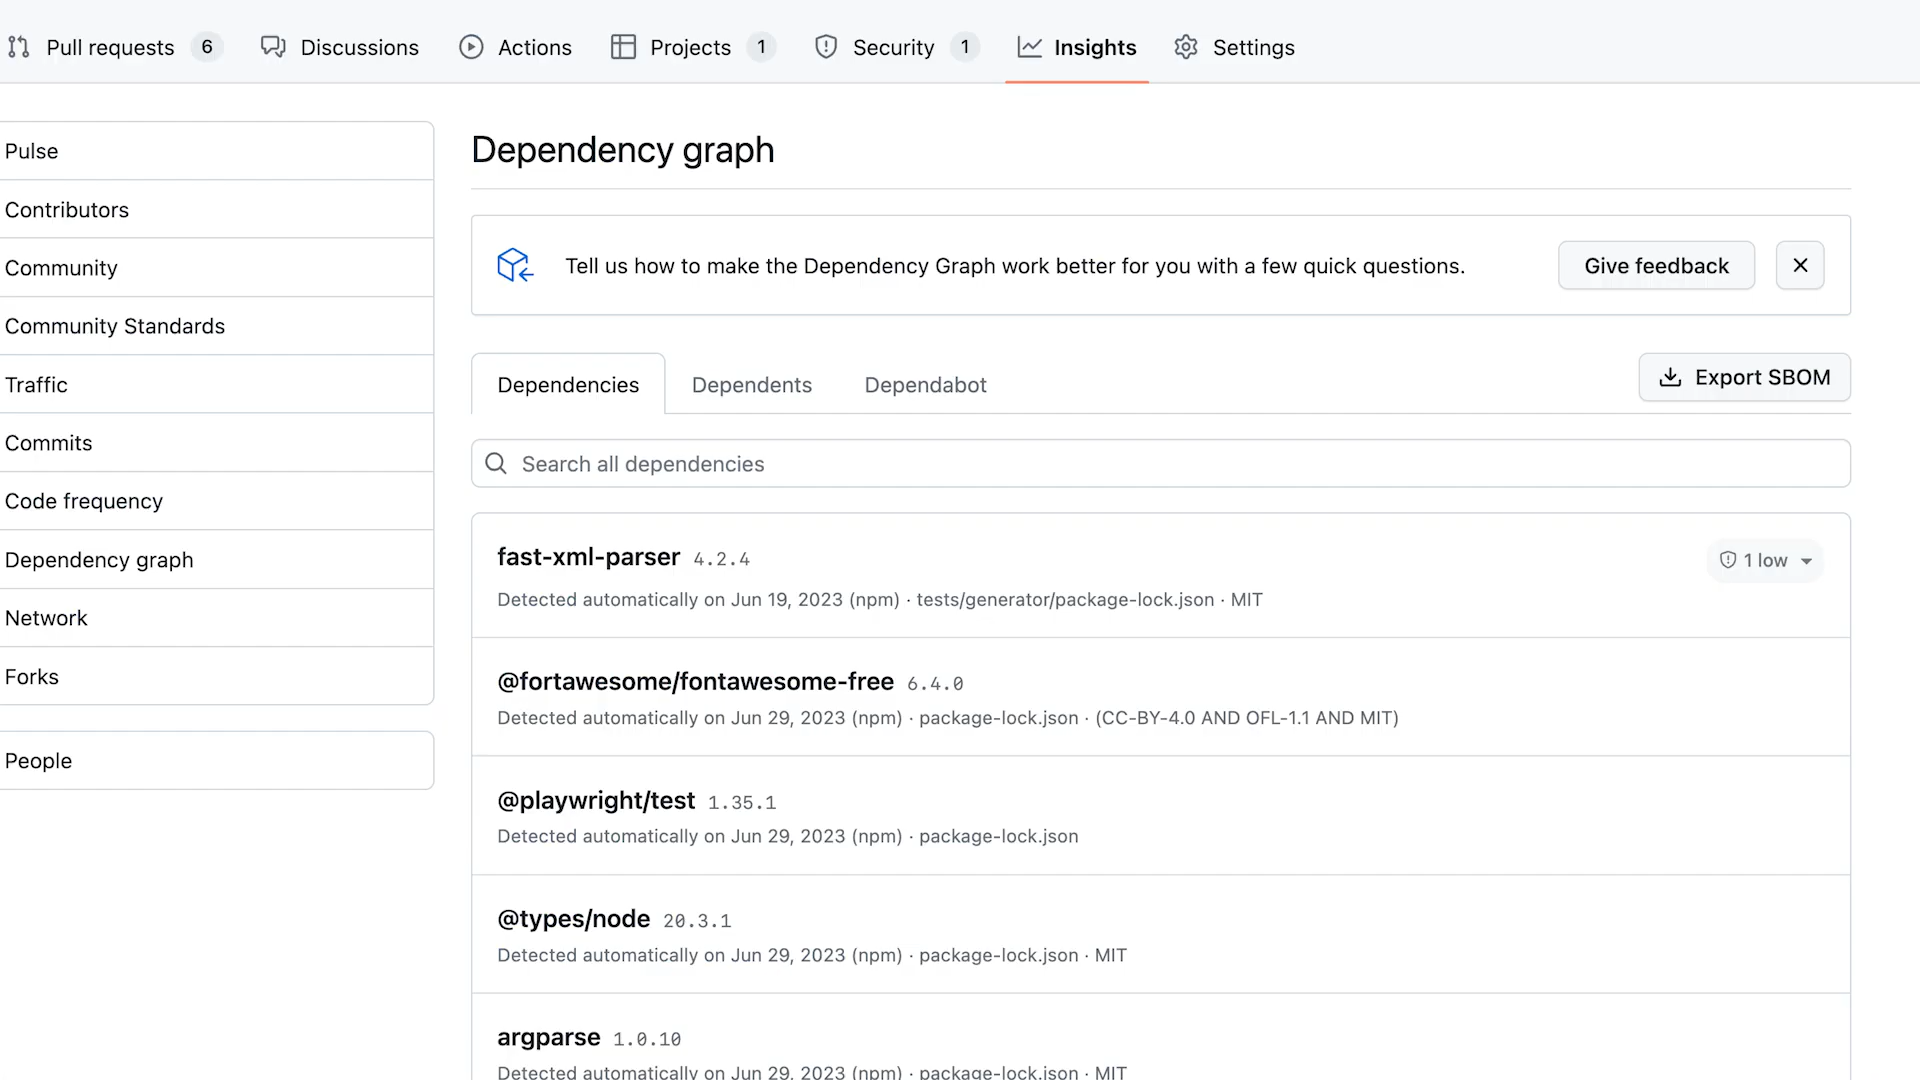 Pull requests 6 Discussions Actions Projects 1 Security 1 Insights Settings
Pulse
Contributors
Community
Community Standards
Traffic
Commits
Code frequency
Dependency graph
Network
Forks
People
Dependency graph
Tell us how to make the Dependency Graph work better for you with a few quick questions. Give feedback
Dependencies Dependents Dependabot Export SBOM
Search all dependencies
fast-xml-parser 4.2.4 1 low
Detected automatically on Jun 19, 2023 (npm) · tests/generator/package-lock.json · MIT
@fortawesome/fontawesome-free 6.4.0
Detected automatically on Jun 29, 2023 (npm) · package-lock.json · (CC-BY-4.0 AND OFL-1.1 AND MIT)
@playwright/test 1.35.1
Detected automatically on Jun 29, 2023 (npm) · package-lock.json
@types/node 20.3.1
Detected automatically on Jun 29, 2023 (npm) · package-lock.json · MIT
argparse 1.0.10
Detected automatically on Jun 29, 2023 (npm) · package-lock.json · MIT